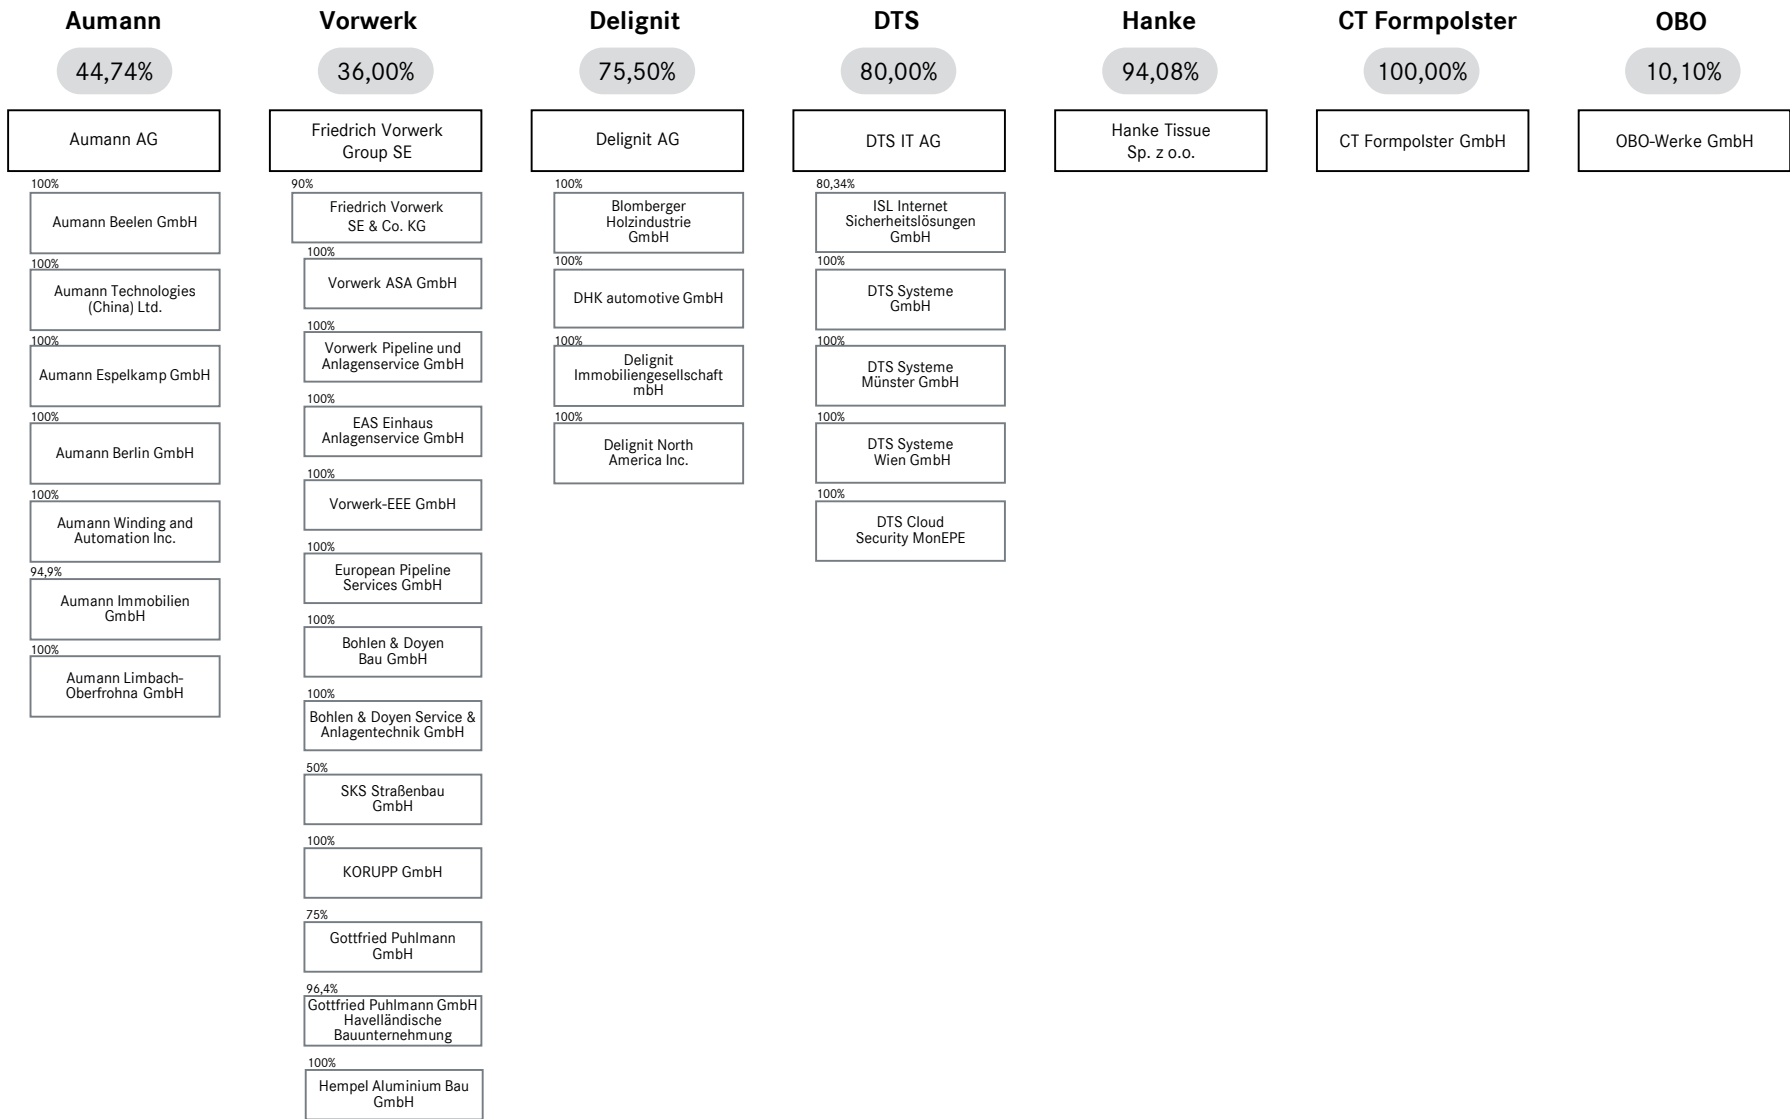 Aumann
44,74%
Aumann AG
100%
Aumann Beelen GmbH
100%
Aumann Technologies
(China) Ltd.
100%
Aumann Espelkamp GmbH
100%
Aumann Berlin GmbH
100%
Aumann Winding and
Automation Inc.
94,9%
Aumann Immobilien
GmbH
100%
Aumann Limbach-
Oberfrohna GmbH
Vorwerk
36,00%
Friedrich Vorwerk
Group SE
90%
Friedrich Vorwerk
SE & Co. KG
100%
Vorwerk ASA GmbH
100%
Vorwerk Pipeline und
Anlagenservice GmbH
100%
EAS Einhaus
Anlagenservice GmbH
100%
Vorwerk-EEE GmbH
100%
European Pipeline
Services GmbH
100%
Bohlen & Doyen
Bau GmbH
100%
Bohlen & Doyen Service &
Anlagentechnik GmbH
50%
SKS Straßenbau
GmbH
100%
KORUPP GmbH
75%
Gottfried Puhlmann
GmbH
96,4%
Gottfried Puhlmann GmbH
Havelländische
Bauunternehmung
100%
Hempel Aluminium Bau
GmbH
Delignit
75,50%
Delignit AG
100%
Blomberger
Holzindustrie
GmbH
100%
DHK automotive GmbH
100%
Delignit
Immobiliengesellschaft
mbH
100%
Delignit North
America Inc.
DTS
80,00%
DTS IT AG
80,34%
ISL Internet
Sicherheitslösungen
GmbH
100%
DTS Systeme
GmbH
100%
DTS Systeme
Münster GmbH
100%
DTS Systeme
Wien GmbH
100%
DTS Cloud
Security MonEPE
Hanke
94,08%
Hanke Tissue
Sp. z o.o.
CT Formpolster
100,00%
CT Formpolster GmbH
OBO
10,10%
OBO-Werke GmbH